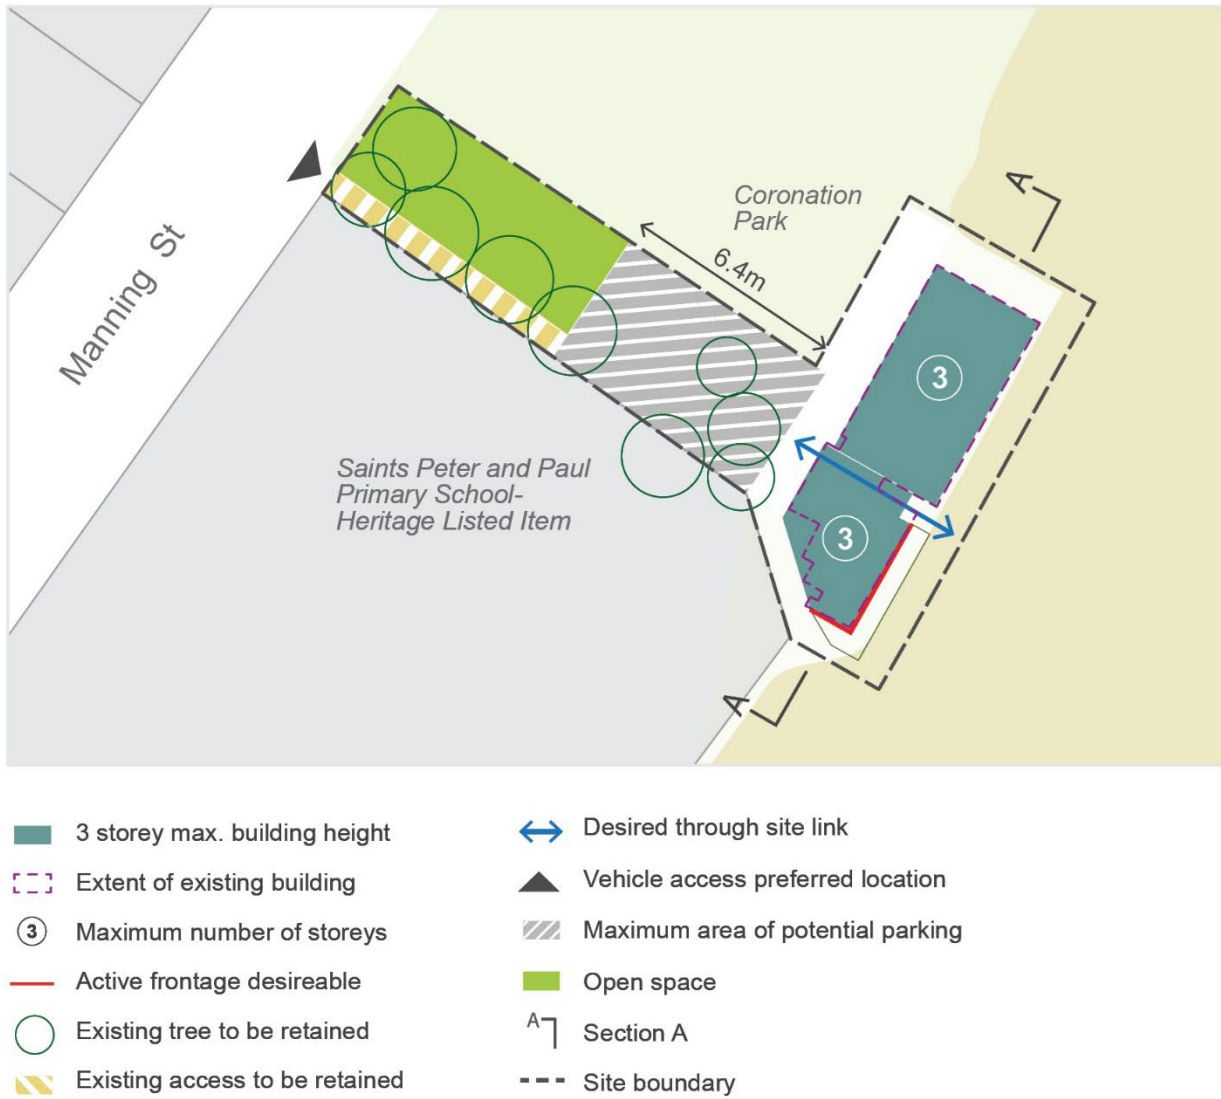 Manning St
Coronation
Park
6.4m
A
3
3
Saints Peter and Paul
Primary School-
Heritage Listed Item
A
3 storey max. building height
Extent of existing building
3 Maximum number of storeys
Active frontage desireable
Existing tree to be retained
Existing access to be retained
Desired through site link
Vehicle access preferred location
Maximum area of potential parking
Open space
A Section A
Site boundary